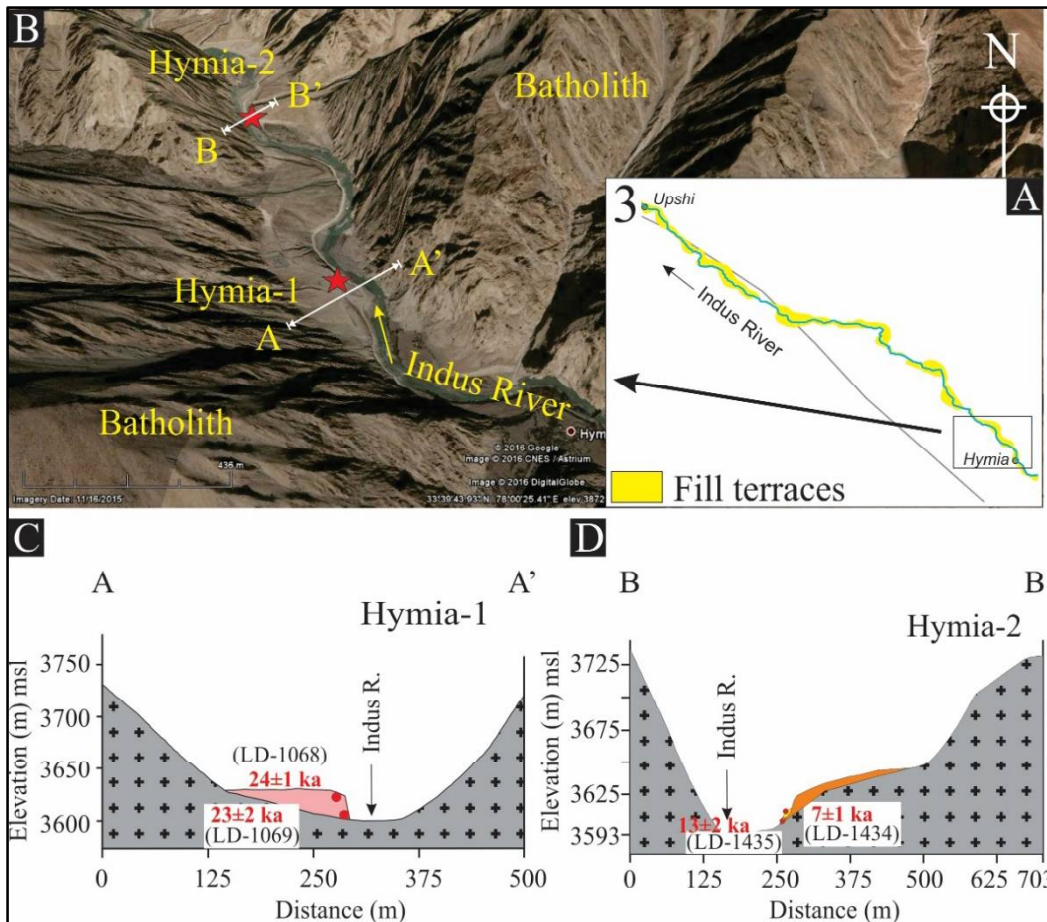 B
Hymia-2
B'
B
Batholith
N
A'
Hymia-1
A
Indus River
Batholith
Hym
436 m
Imagery Date: 11/16/2015
© 2016 Google
Image © 2016 CNES / Astrium
Image © 2016 DigitalGlobe
33°39'43.93" N 78°00'25.41" E elev 3872
A
3
Upshi
Indus River
Hymia
Fill terraces
C
A
A'
Hymia-1
Elevation (m) msl
3750
3700
3650
3600
Indus R.
(LD-1068)
24±1 ka
23±2 ka
(LD-1069)
0
125
250
375
500
Distance (m)
D
B
B
Hymia-2
Elevation (m) msl
3725
3675
3625
3593
Indus R.
13±2 ka
(LD-1435)
7±1 ka
(LD-1434)
0
125
250
375
500
625
703
Distance (m)